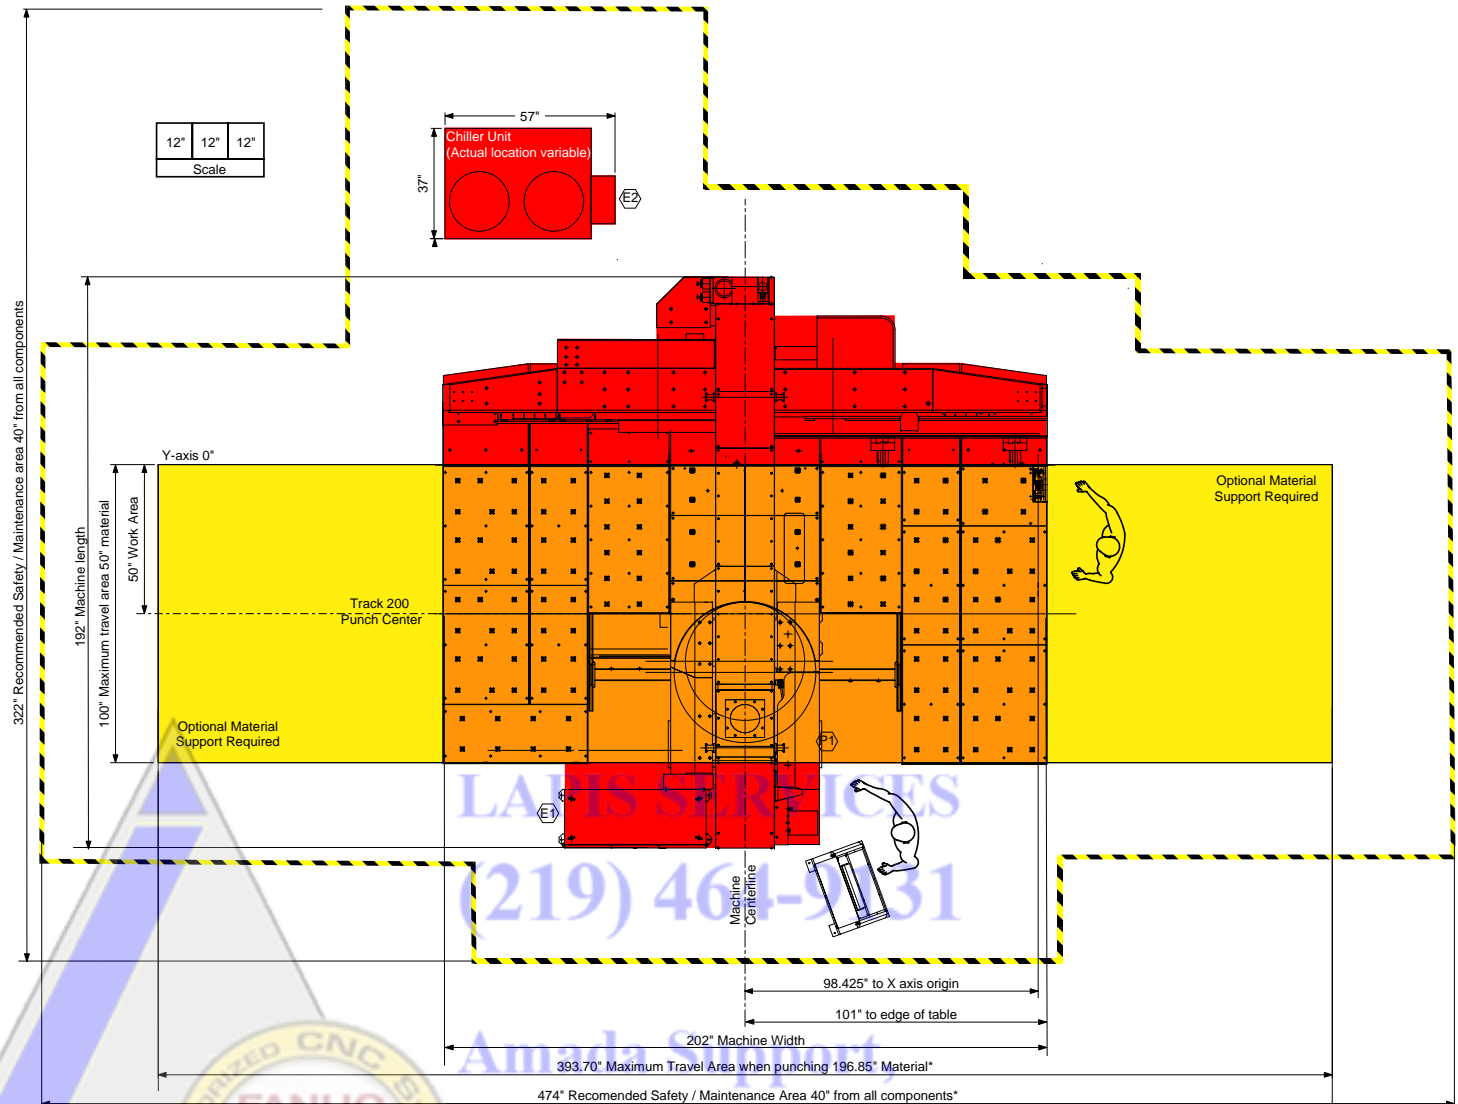 12" 12" 12"
Scale
57"
Chiller Unit
(Actual location variable)
37"
E2
322" Recommended Safety / Maintenance area 40" from all components
192" Machine length
100" Maximum travel area 50" material
50" Work Area
Y-axis 0"
Optional Material
Support Required
Track 200
Punch Center
Optional Material
Support Required
P1
E1
LAPIS SERVICES
(219) 464-9131
Machine
Centerline
98.425" to X axis origin
101" to edge of table
202" Machine Width
Amada Support,
393.70" Maximum Travel Area when punching 196.85" Material*
474" Recomended Safety / Maintenance Area 40" from all components*
CNC
FANUC